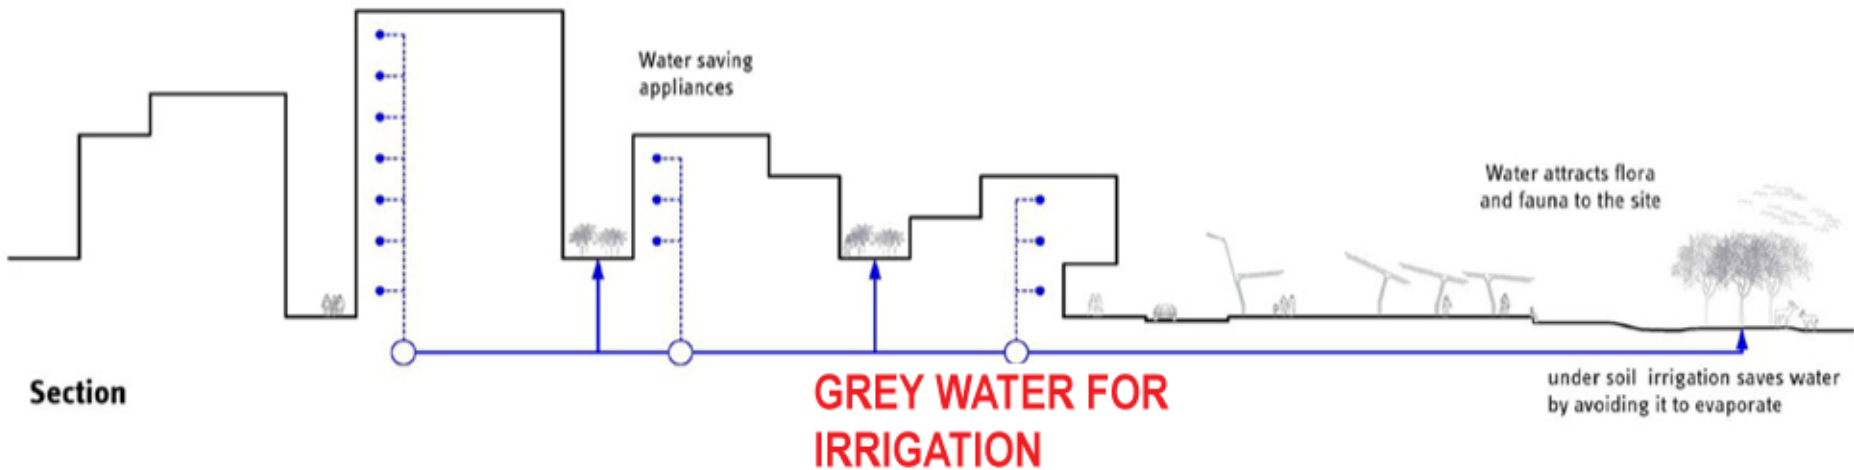 Water saving
appliances
Water attracts flora
and fauna to the site
Section
GREY WATER FOR
IRRIGATION
under soil irrigation saves water
by avoiding it to evaporate